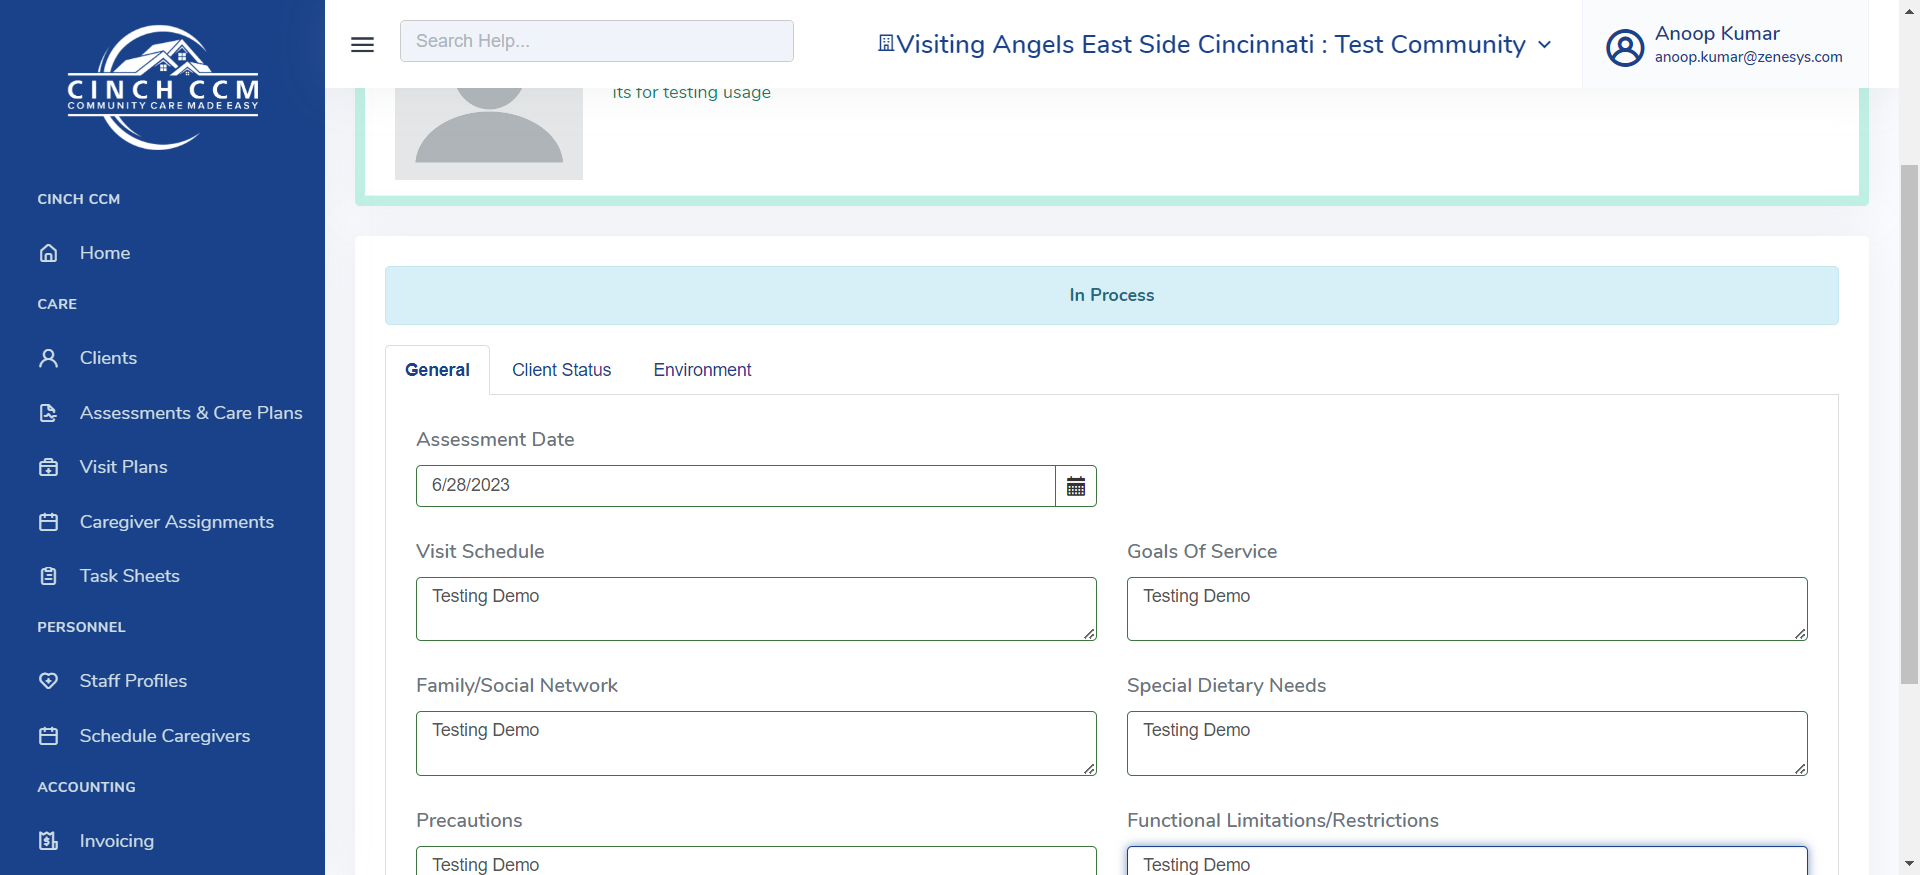 CINCH CCM
COMMUNITY CARE MADE EASY
CINCH CCM
Home
CARE
Clients
Assessments & Care Plans
Visit Plans
Caregiver Assignments
Task Sheets
PERSONNEL
Staff Profiles
Schedule Caregivers
ACCOUNTING
Invoicing
Search Help...
Visiting Angels East Side Cincinnati : Test Community
Anoop Kumar
anoop.kumar@zenesys.com
its for testing usage
In Process
General Client Status Environment
Assessment Date
6/28/2023
Visit Schedule
Testing Demo
Goals Of Service
Testing Demo
Family/Social Network
Testing Demo
Special Dietary Needs
Testing Demo
Precautions
Testing Demo
Functional Limitations/Restrictions
Testing Demo